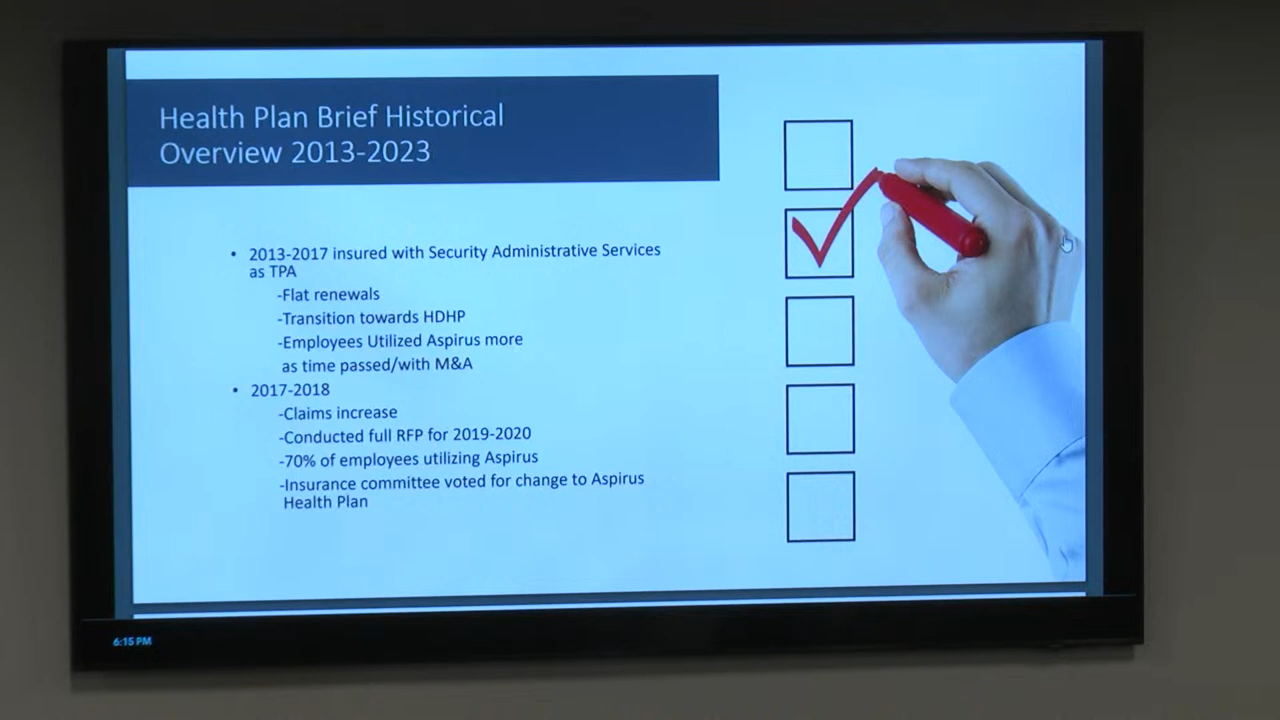 Health Plan Brief Historical
Overview 2013-2023
• 2013-2017 insured with Security Administrative Services
as TPA
-Flat renewals
-Transition towards HDHP
-Employees Utilized Aspirus more
as time passed/with M&A
• 2017-2018
-Claims increase
-Conducted full RFP for 2019-2020
-70% of employees utilizing Aspirus
-Insurance committee voted for change to Aspirus
Health Plan
6:15 PM